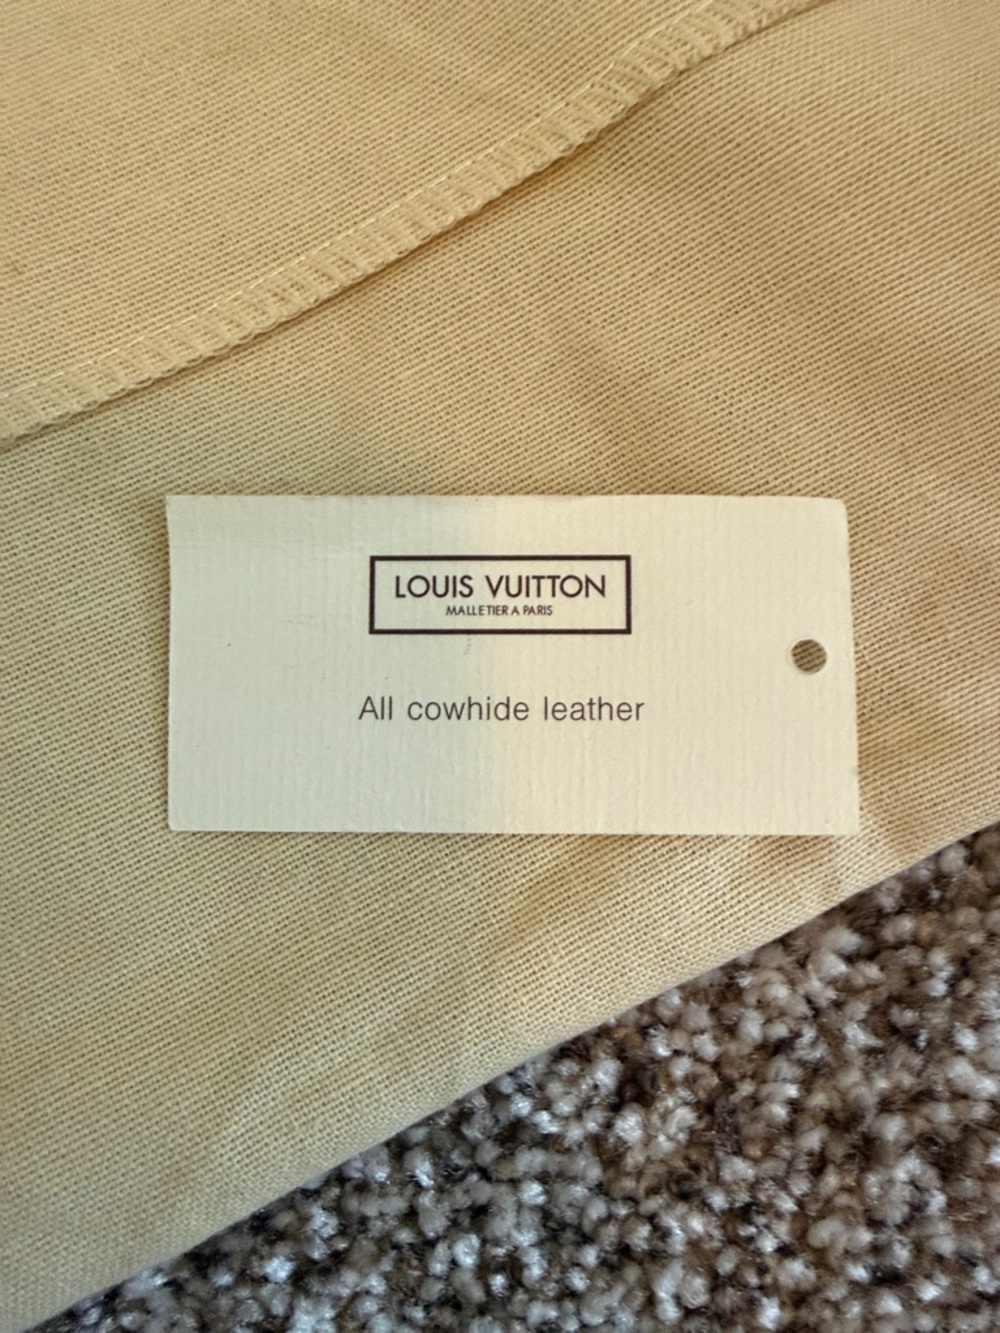 LOUIS VUITTON
MALLETIER A PARIS
All cowhide leather